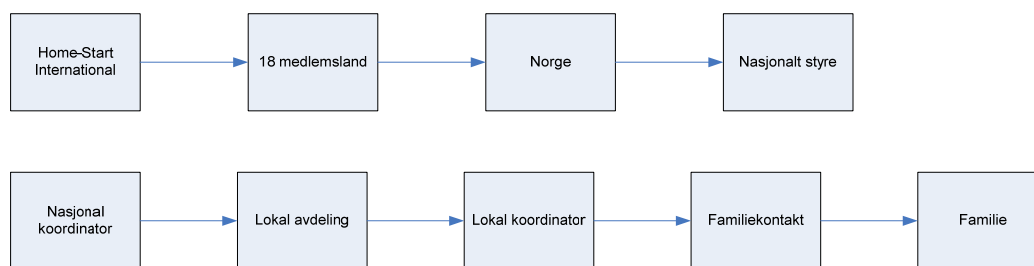 Home-Start
International
18 medlemsland
Norge
Nasjonalt styre
Nasjonal
koordinator
Lokal avdeling
Lokal koordinator
Familiekontakt
Familie